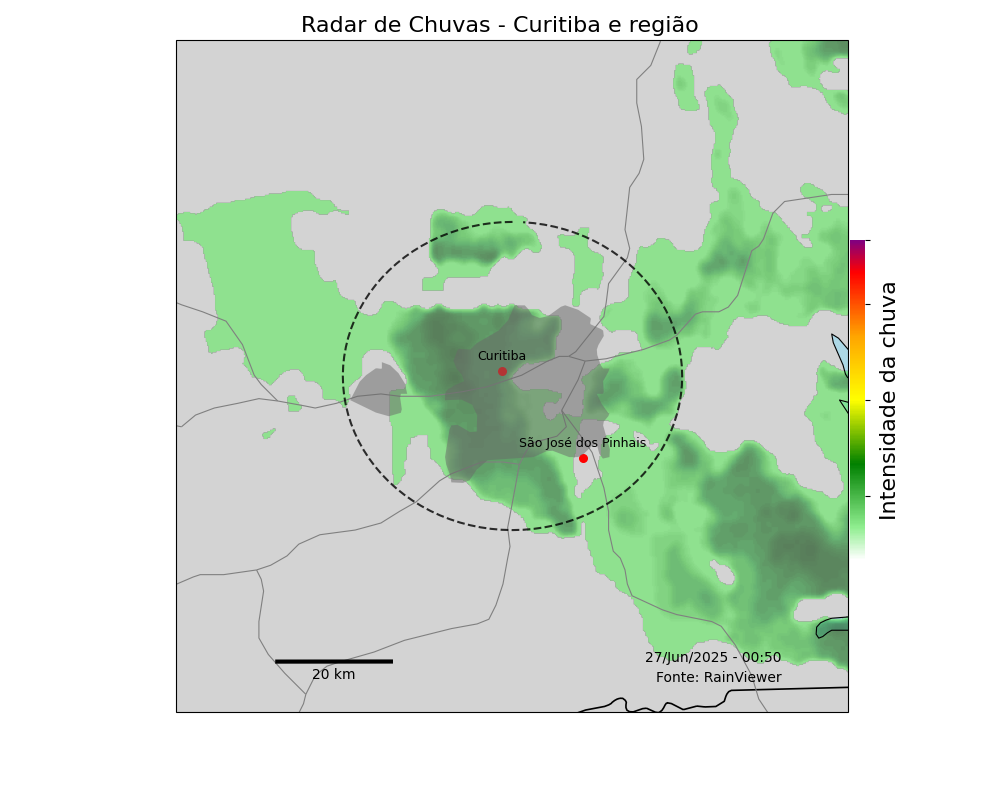 Radar de Chuvas - Curitiba e região
Curitiba
São José dos Pinhais
Intensidade da chuva
27/Jun/2025 - 00:50
20 km
Fonte: RainViewer